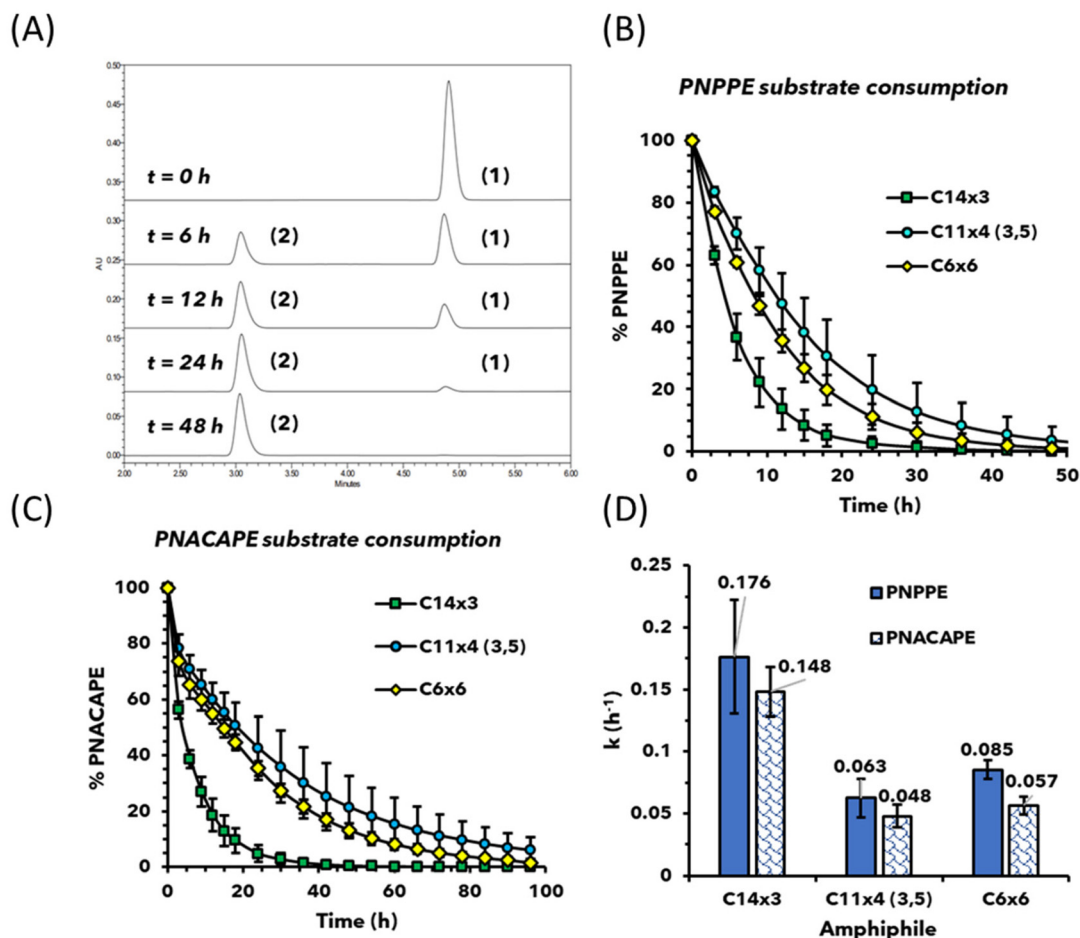 (A)
0.50
0.45
0.40
0.35
0.30
0.25
0.20
0.15
0.10
0.05
0.00
AU
t = 0 h (1)
t = 6 h (2) (1)
t = 12 h (2) (1)
t = 24 h (2) (1)
t = 48 h (2)
2.00 2.50 3.00 3.50 4.00 4.50 5.00 5.50 6.00
Minutes
(B)
PNPPE substrate consumption
100
80
60
40
20
0
% PNPPE
C14x3
C11x4 (3,5)
C6x6
0 10 20 30 40 50
Time (h)
(C)
PNACAPE substrate consumption
100
80
60
40
20
0
% PNACAPE
C14x3
C11x4 (3,5)
C6x6
0 20 40 60 80 100
Time (h)
(D)
0.25
0.2
0.15
0.1
0.05
0
k (h⁻¹)
PNPPE
PNACAPE
0.176
0.148
0.063
0.048
0.085
0.057
C14x3 C11x4 (3,5) C6x6
Amphiphile